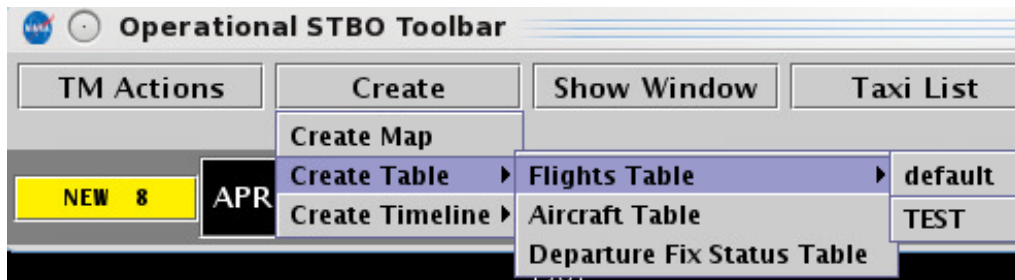 Operational STBO Toolbar
TM Actions Create Show Window Taxi List
Create Map
Create Table Flights Table default
NEW 8 APR Create Timeline Aircraft Table TEST
Departure Fix Status Table